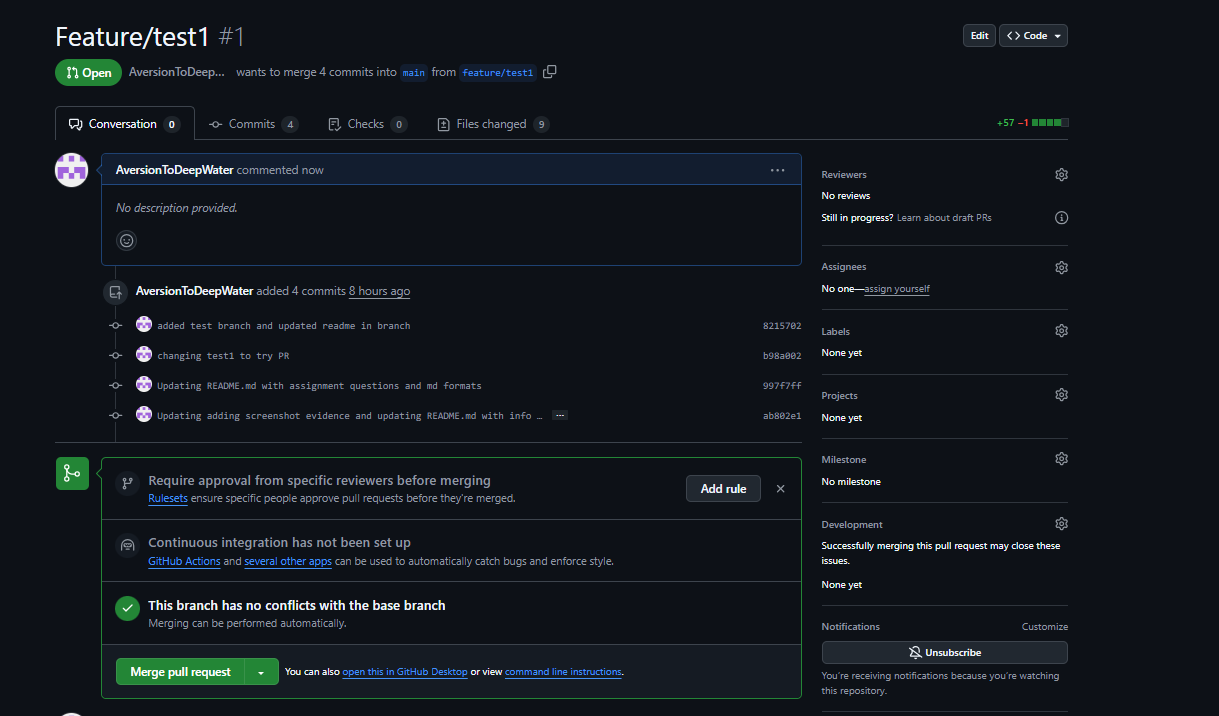 Feature/test1 #1
Edit
<> Code
Open
AversionToDeep... wants to merge 4 commits into main from feature/test1
Conversation 0
Commits 4
Checks 0
Files changed 9
+57 −1
AversionToDeepWater commented now
No description provided.
AversionToDeepWater added 4 commits 8 hours ago
added test branch and updated readme in branch 8215702
changing test1 to try PR b98a002
Updating README.md with assignment questions and md formats 997f7ff
Updating adding screenshot evidence and updating README.md with info … ab802e1
Require approval from specific reviewers before merging
Rulesets ensure specific people approve pull requests before they're merged.
Add rule
Continuous integration has not been set up
GitHub Actions and several other apps can be used to automatically catch bugs and enforce style.
This branch has no conflicts with the base branch
Merging can be performed automatically.
Merge pull request
You can also open this in GitHub Desktop or view command line instructions.
Reviewers
No reviews
Still in progress? Learn about draft PRs
Assignees
No one—assign yourself
Labels
None yet
Projects
None yet
Milestone
No milestone
Development
Successfully merging this pull request may close these
issues.
None yet
Notifications
Customize
Unsubscribe
You're receiving notifications because you're watching
this repository.